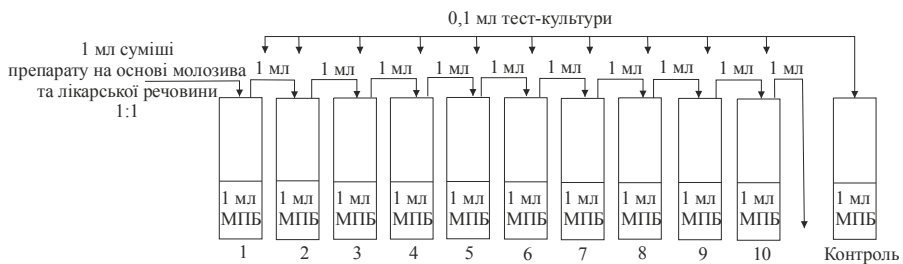 0,1 мл тест-культури
1 мл суміші
препарату на основі молозива
та лікарської речовини
1:1
1 мл 1 мл 1 мл 1 мл 1 мл 1 мл 1 мл 1 мл 1 мл 1 мл
1 мл 1 мл 1 мл 1 мл 1 мл 1 мл 1 мл 1 мл 1 мл 1 мл 1 мл
МПБ МПБ МПБ МПБ МПБ МПБ МПБ МПБ МПБ МПБ МПБ
1 2 3 4 5 6 7 8 9 10 Контроль